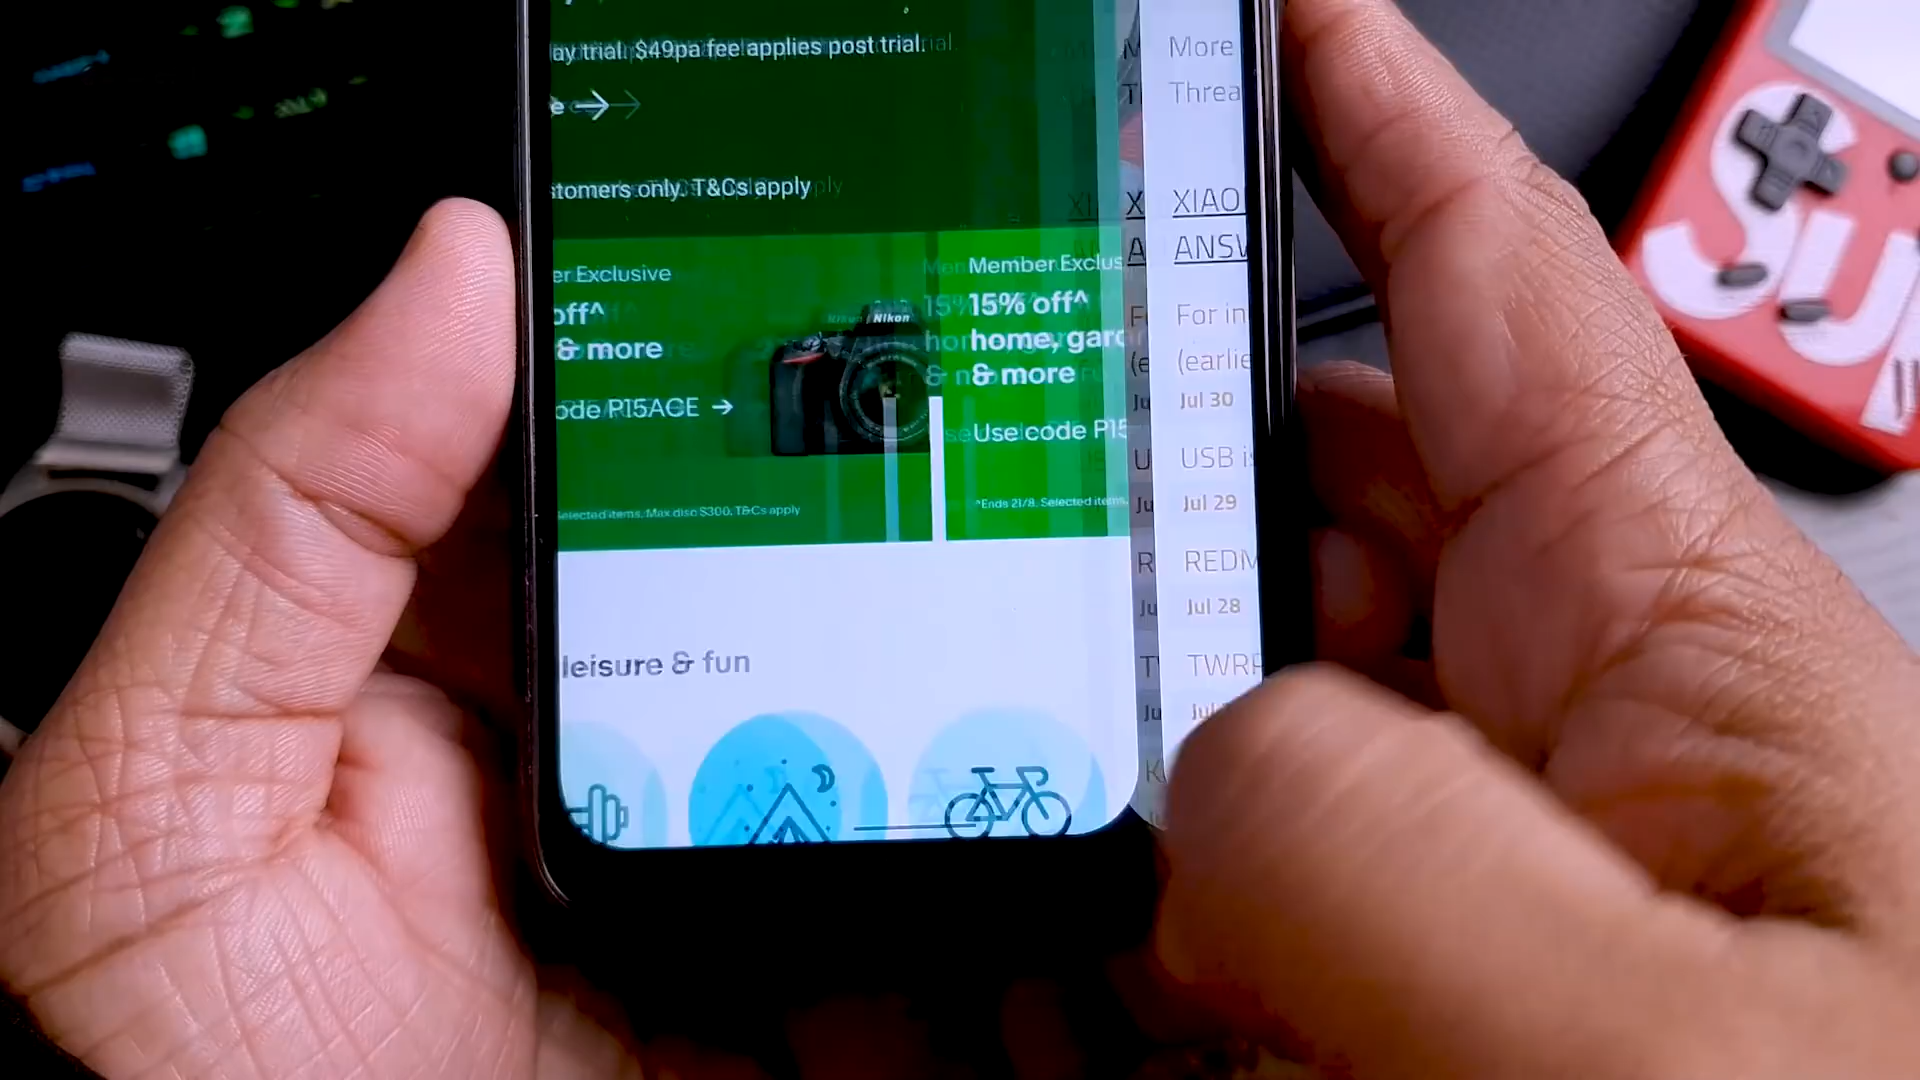 ay trial. $49pa fee applies post trial.
stomers only. T&Cs apply
er Exclusive
off^
& more
ode P15ACE →
Selected items. Max disc $300. T&Cs apply
Nikon
Member Exclus
15% off^
home, gard
& more
Use code P15
^Ends 21/8. Selected items.
leisure & fun
More
Threa
XIAO
ANSW
For in
(earlie
Jul 30
USB is
Jul 29
REDM
Jul 28
TWRP
Jul